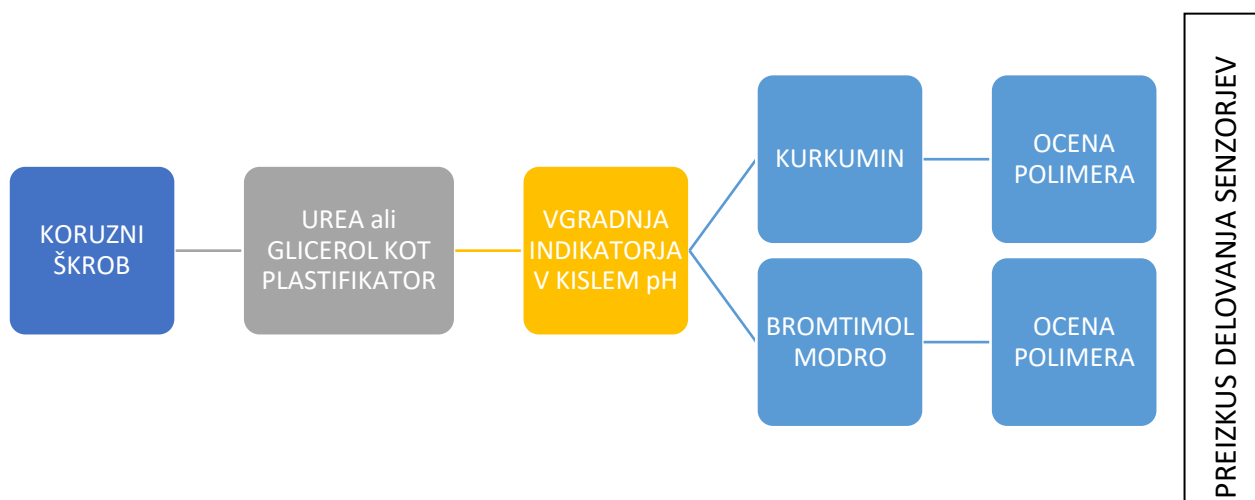 KORUZNI
ŠKROB
UREA ali
GLICEROL KOT
PLASTIFIKATOR
VGRADNJA
INDIKATORJA
V KISLEM pH
KURKUMIN
OCENA
POLIMERA
BROMTIMOL
MODRO
OCENA
POLIMERA
PREIZKUS DELOVANJA SENZORJEV